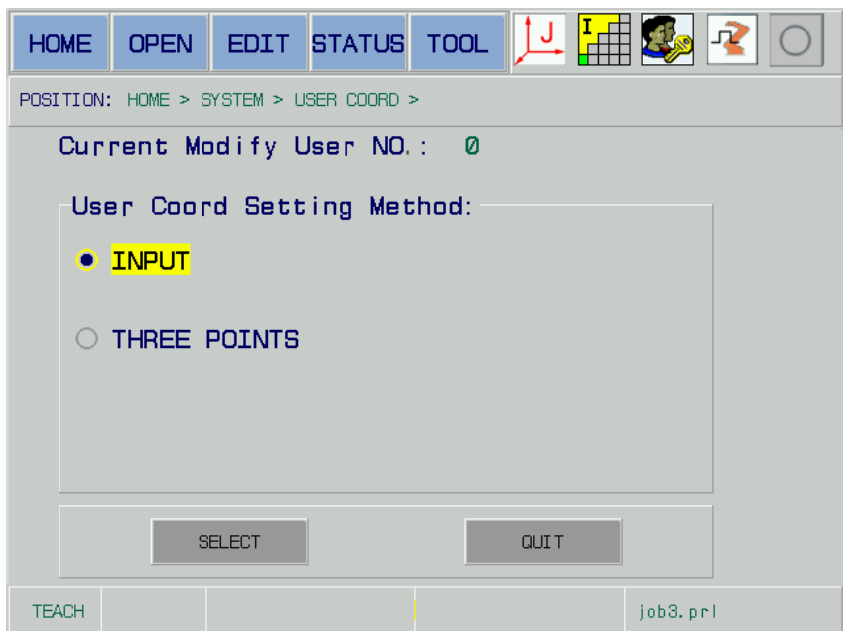 HOME OPEN EDIT STATUS TOOL J I
POSITION: HOME > SYSTEM > USER COORD >
Current Modify User NO.: 0
User Coord Setting Method:
INPUT
THREE POINTS
SELECT QUIT
TEACH job3.prl